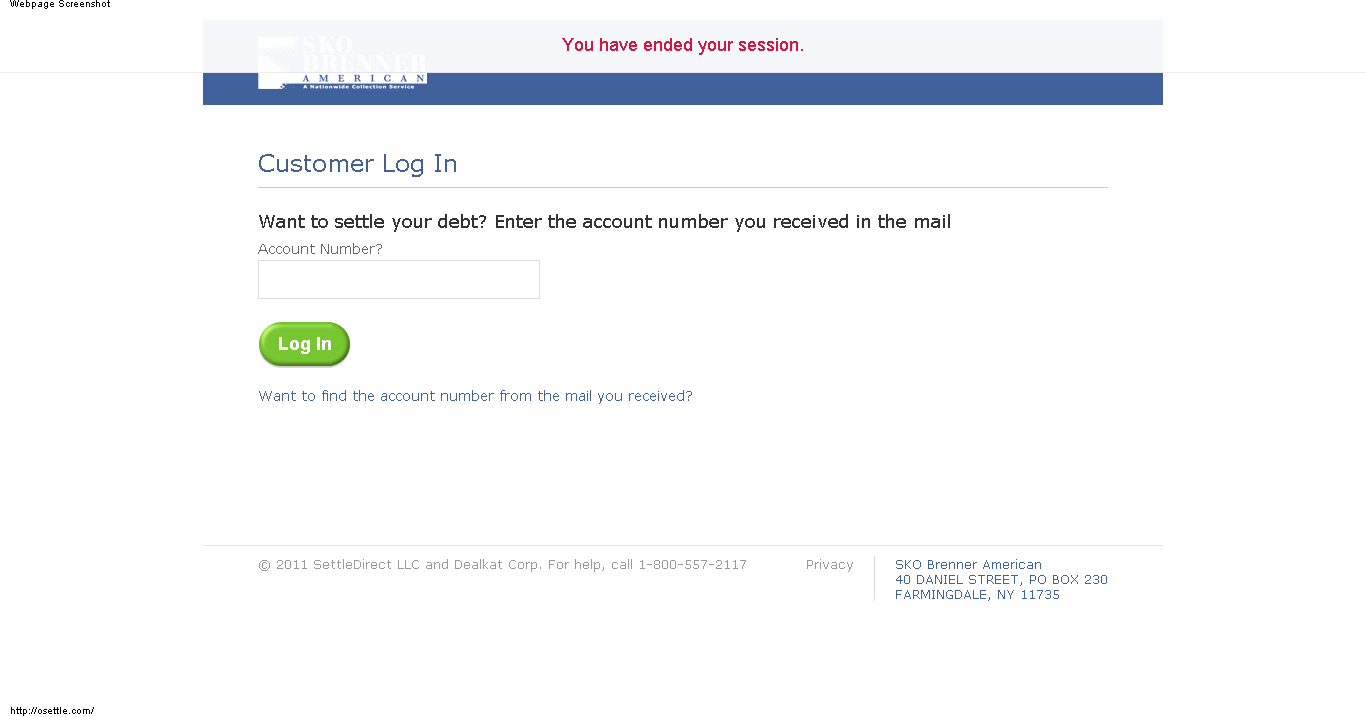 Webpage Screenshot
You have ended your session.
SKO
BRENNER
AMERICAN
A Nationwide Collection Service
Customer Log In
Want to settle your debt? Enter the account number you received in the mail
Account Number?
Log In
Want to find the account number from the mail you received?
© 2011 SettleDirect LLC and Dealkat Corp. For help, call 1-800-557-2117
Privacy
SKO Brenner American
40 DANIEL STREET, PO BOX 230
FARMINGDALE, NY 11735
http://osettle.com/